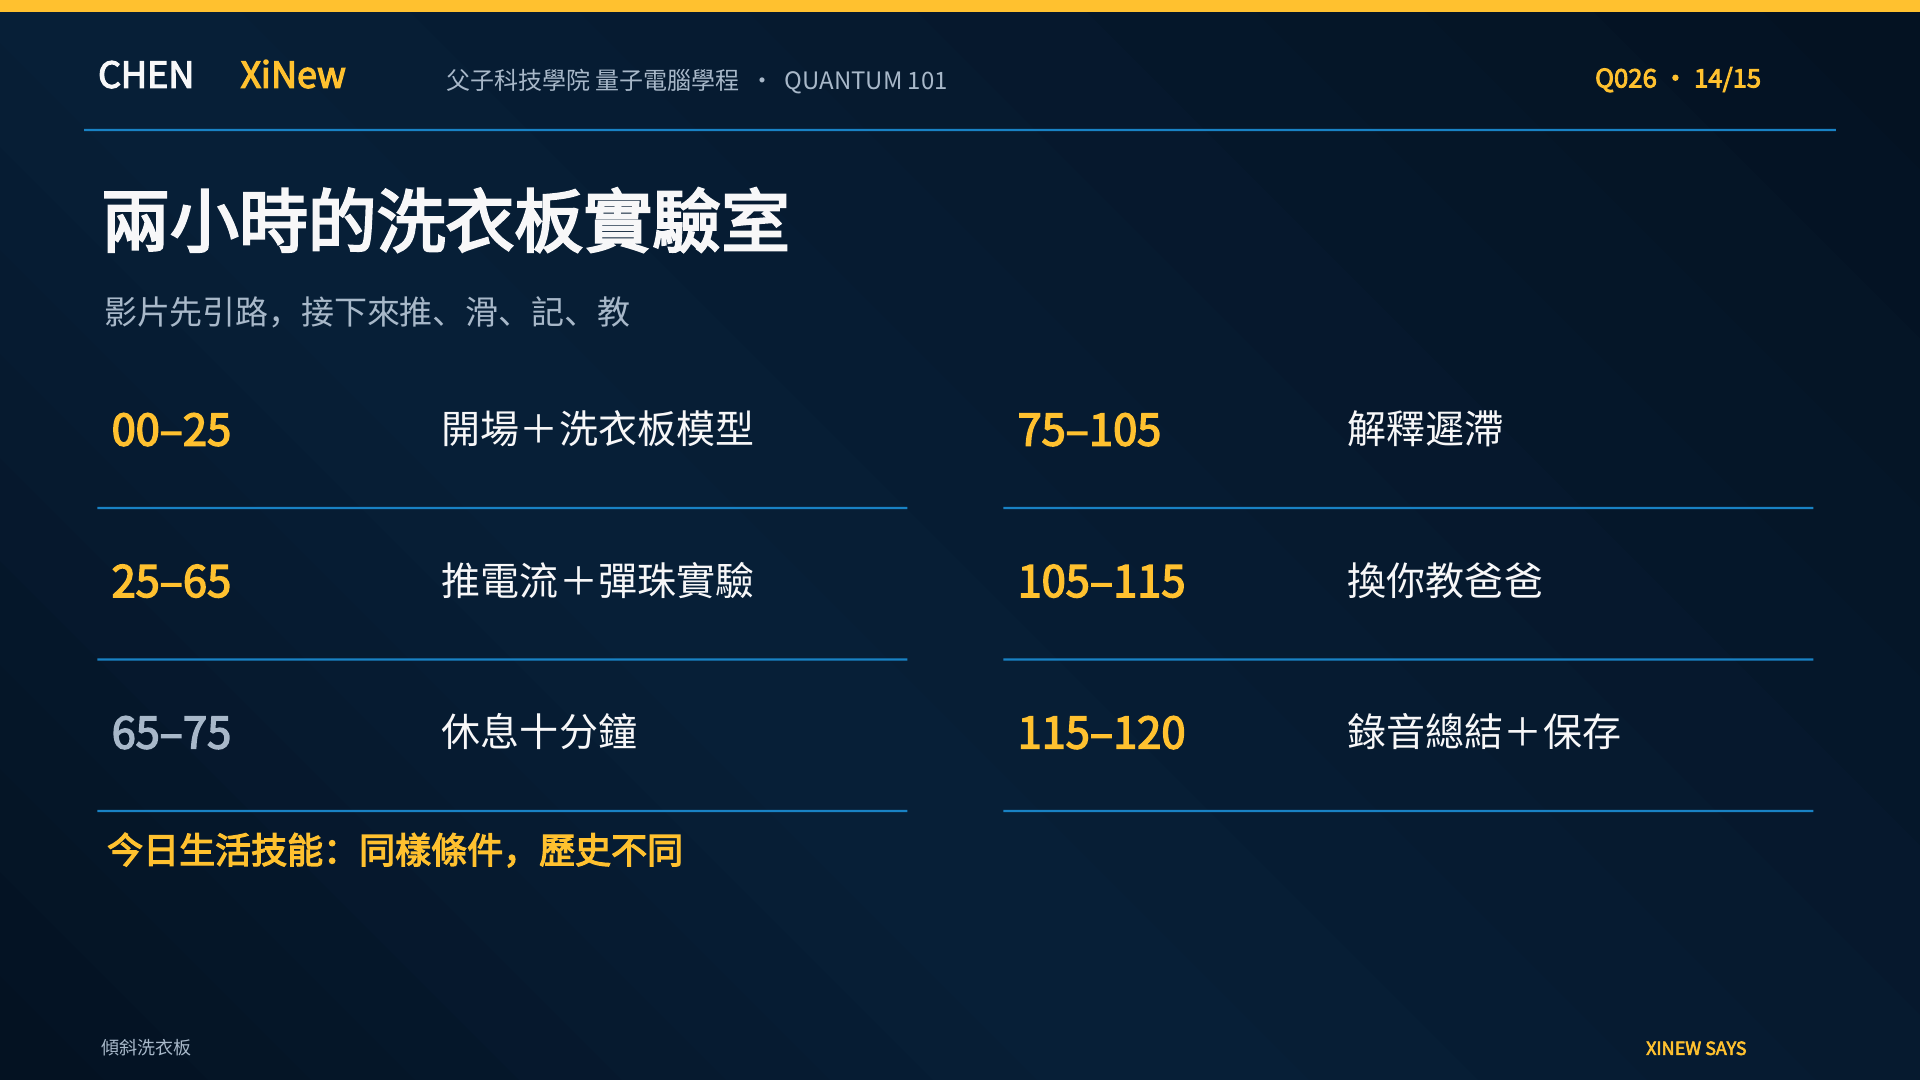 CHEN XiNew 父子科技學院 量子電腦學程 · QUANTUM 101 Q026 · 14/15
兩小時的洗衣板實驗室
影片先引路，接下來推、滑、記、教
00–25 開場＋洗衣板模型
25–65 推電流＋彈珠實驗
65–75 休息十分鐘
75–105 解釋遲滯
105–115 換你教爸爸
115–120 錄音總結＋保存
今日生活技能：同樣條件，歷史不同
傾斜洗衣板 XINEW SAYS